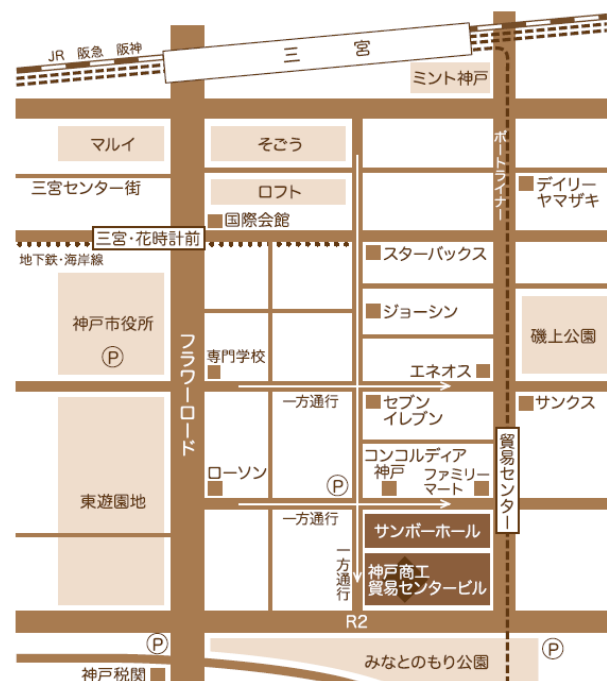 JR 阪急 阪神
三宮
ミント神戸
マルイ
そごう
ポートライナー
三宮センター街
ロフト
デイリー
ヤマザキ
国際会館
三宮・花時計前
地下鉄・海岸線
スターバックス
神戸市役所
P
ジョーシン
磯上公園
フラワーロード
専門学校
エネオス
一方通行
セブン
イレブン
サンクス
貿易センター
コンコルディア
神戸
ファミリー
マート
ローソン
P
東遊園地
一方通行
サンボーホール
一方通行
神戸商工
貿易センタービル
R2
P
みなとのもり公園
P
神戸税関